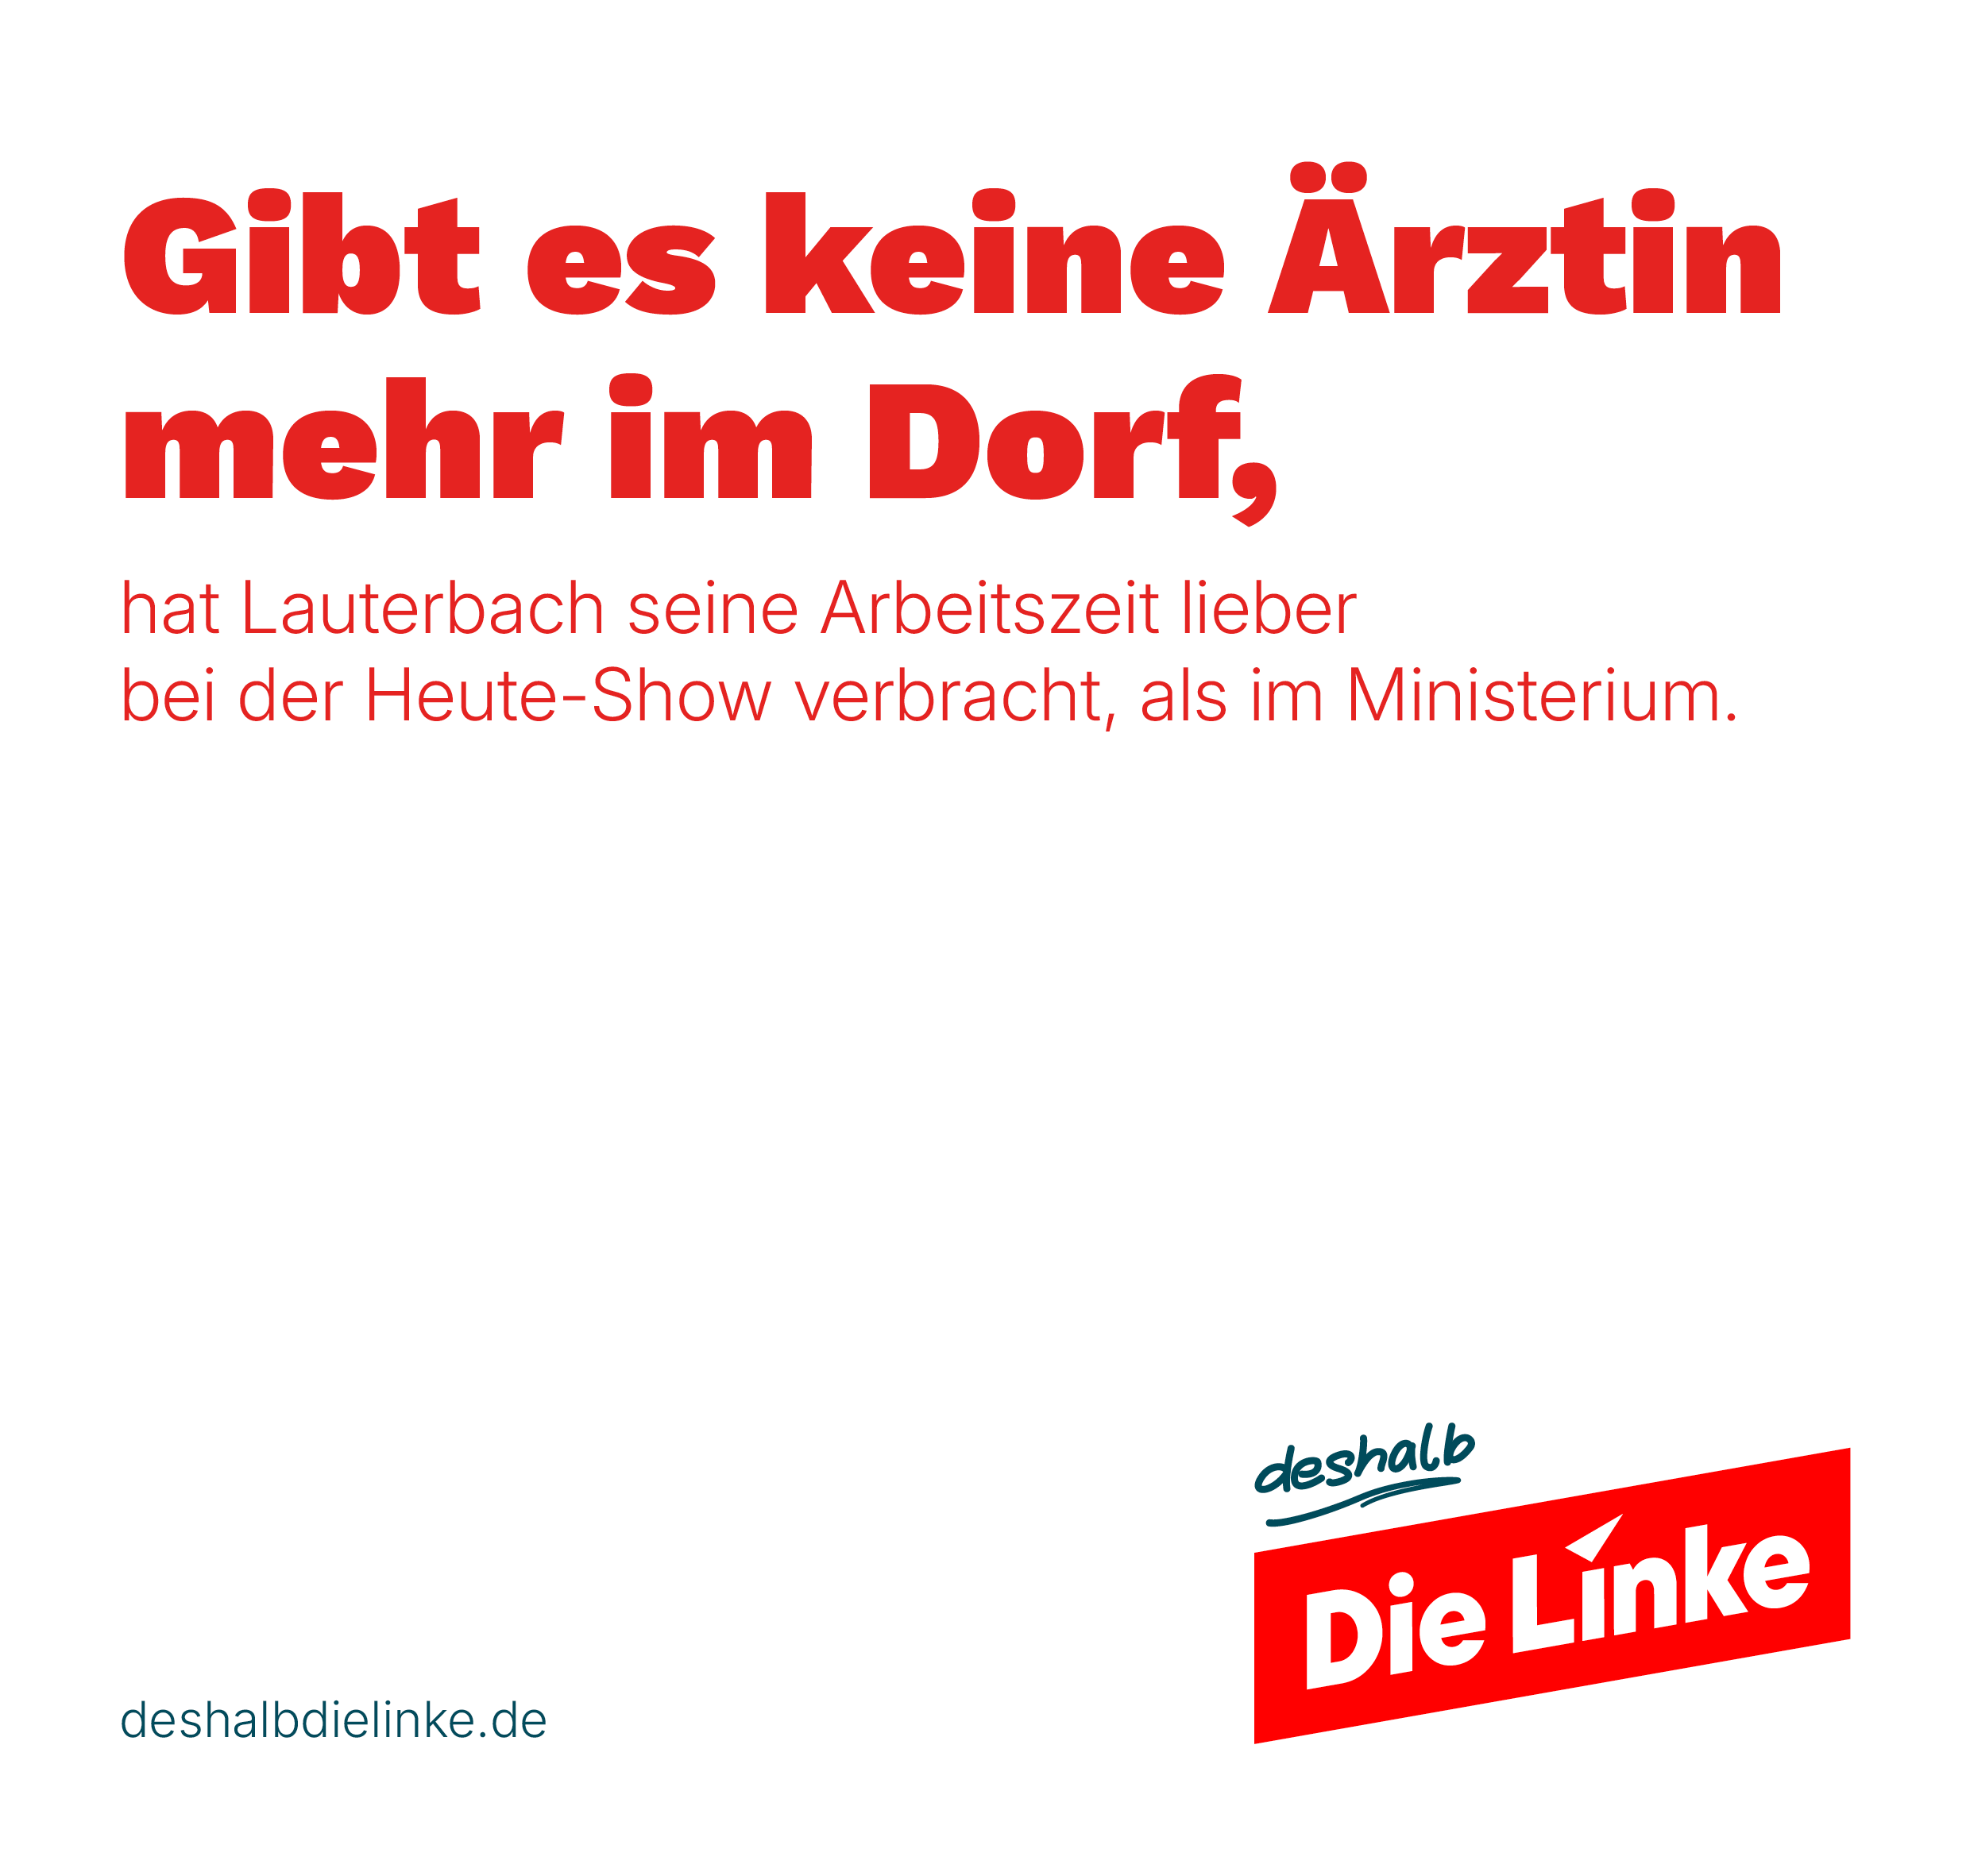 Gibt es keine Ärztin
mehr im Dorf,
hat Lauterbach seine Arbeitszeit lieber
bei der Heute-Show verbracht, als im Ministerium.
deshalb
Die Linke
deshalbdielinke.de